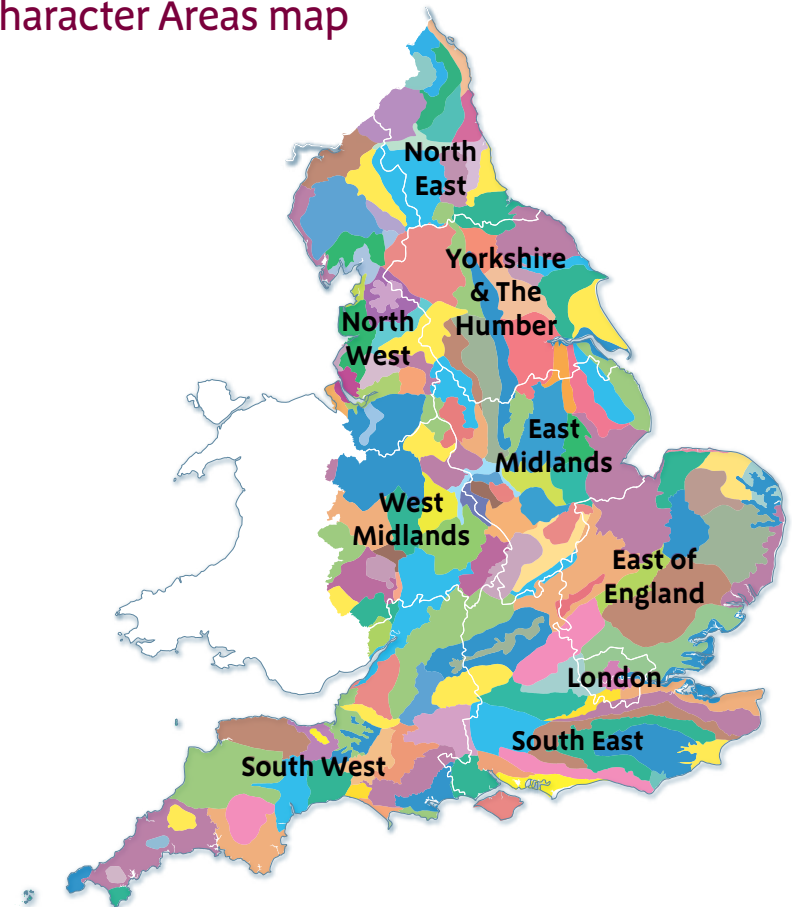 haracter Areas map
North
East
Yorkshire
& The
Humber
North
West
East
Midlands
West
Midlands
East of
England
London
South East
South West